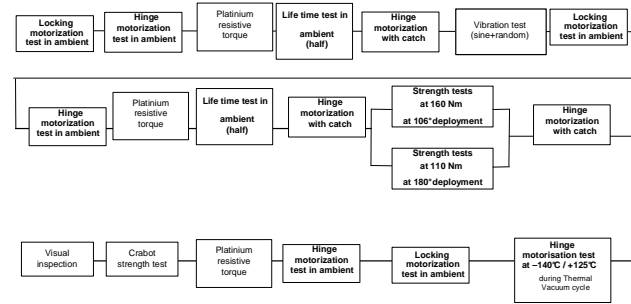 Locking
motorization
test in ambient
Hinge
motorization
test in ambient
Platinium
resistive
torque
Life time test in
ambient
(half)
Hinge
motorization
with catch
Vibration test
(sine+random)
Locking
motorization
test in ambient
Hinge
motorization
test in ambient
Platinium
resistive
torque
Life time test in
ambient
(half)
Hinge
motorization
with catch
Strength tests
at 160 Nm
at 106°deployment
Strength tests
at 110 Nm
at 180°deployment
Hinge
motorization
with catch
Visual
inspection
Crabot
strength test
Platinium
resistive
torque
Hinge
motorization
test in ambient
Locking
motorization
test in ambient
Hinge
motorisation test
at –140°C / +125°C
during Thermal
Vacuum cycle